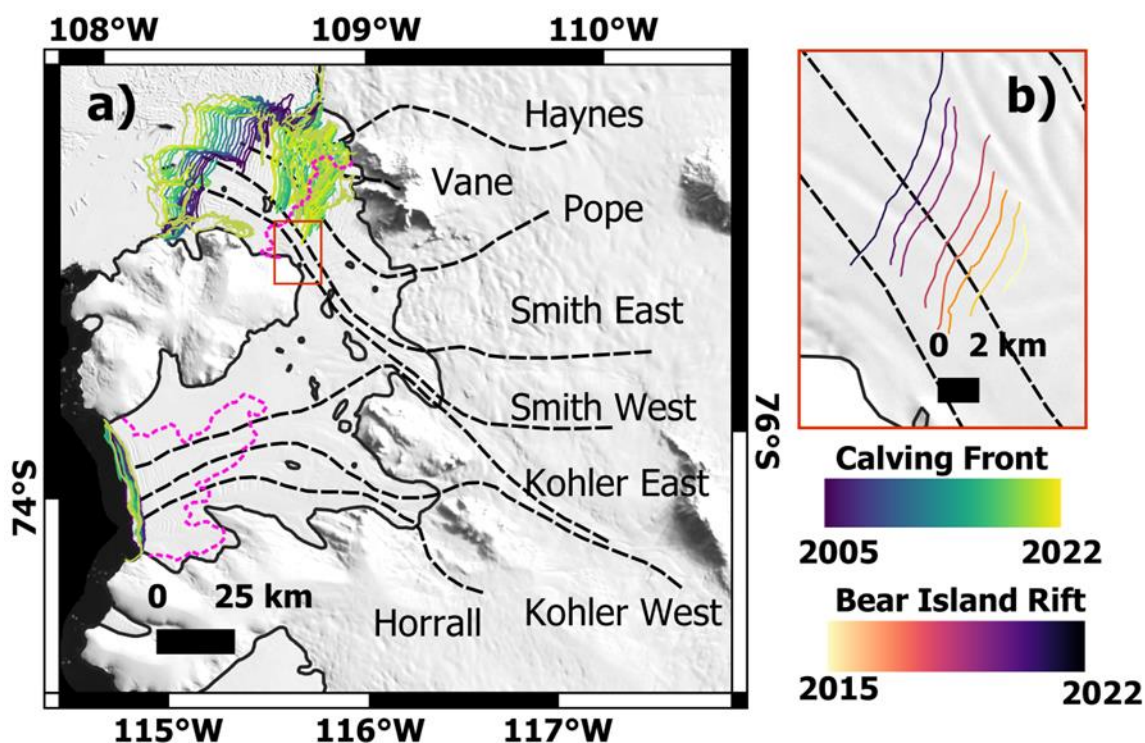 108°W 109°W 110°W
a)
Haynes
Vane
Pope
Smith East
Smith West
Kohler East
Kohler West
Horrall
0 25 km
74°S
76°S
115°W 116°W 117°W
b)
0 2 km
Calving Front
2005 2022
Bear Island Rift
2015 2022